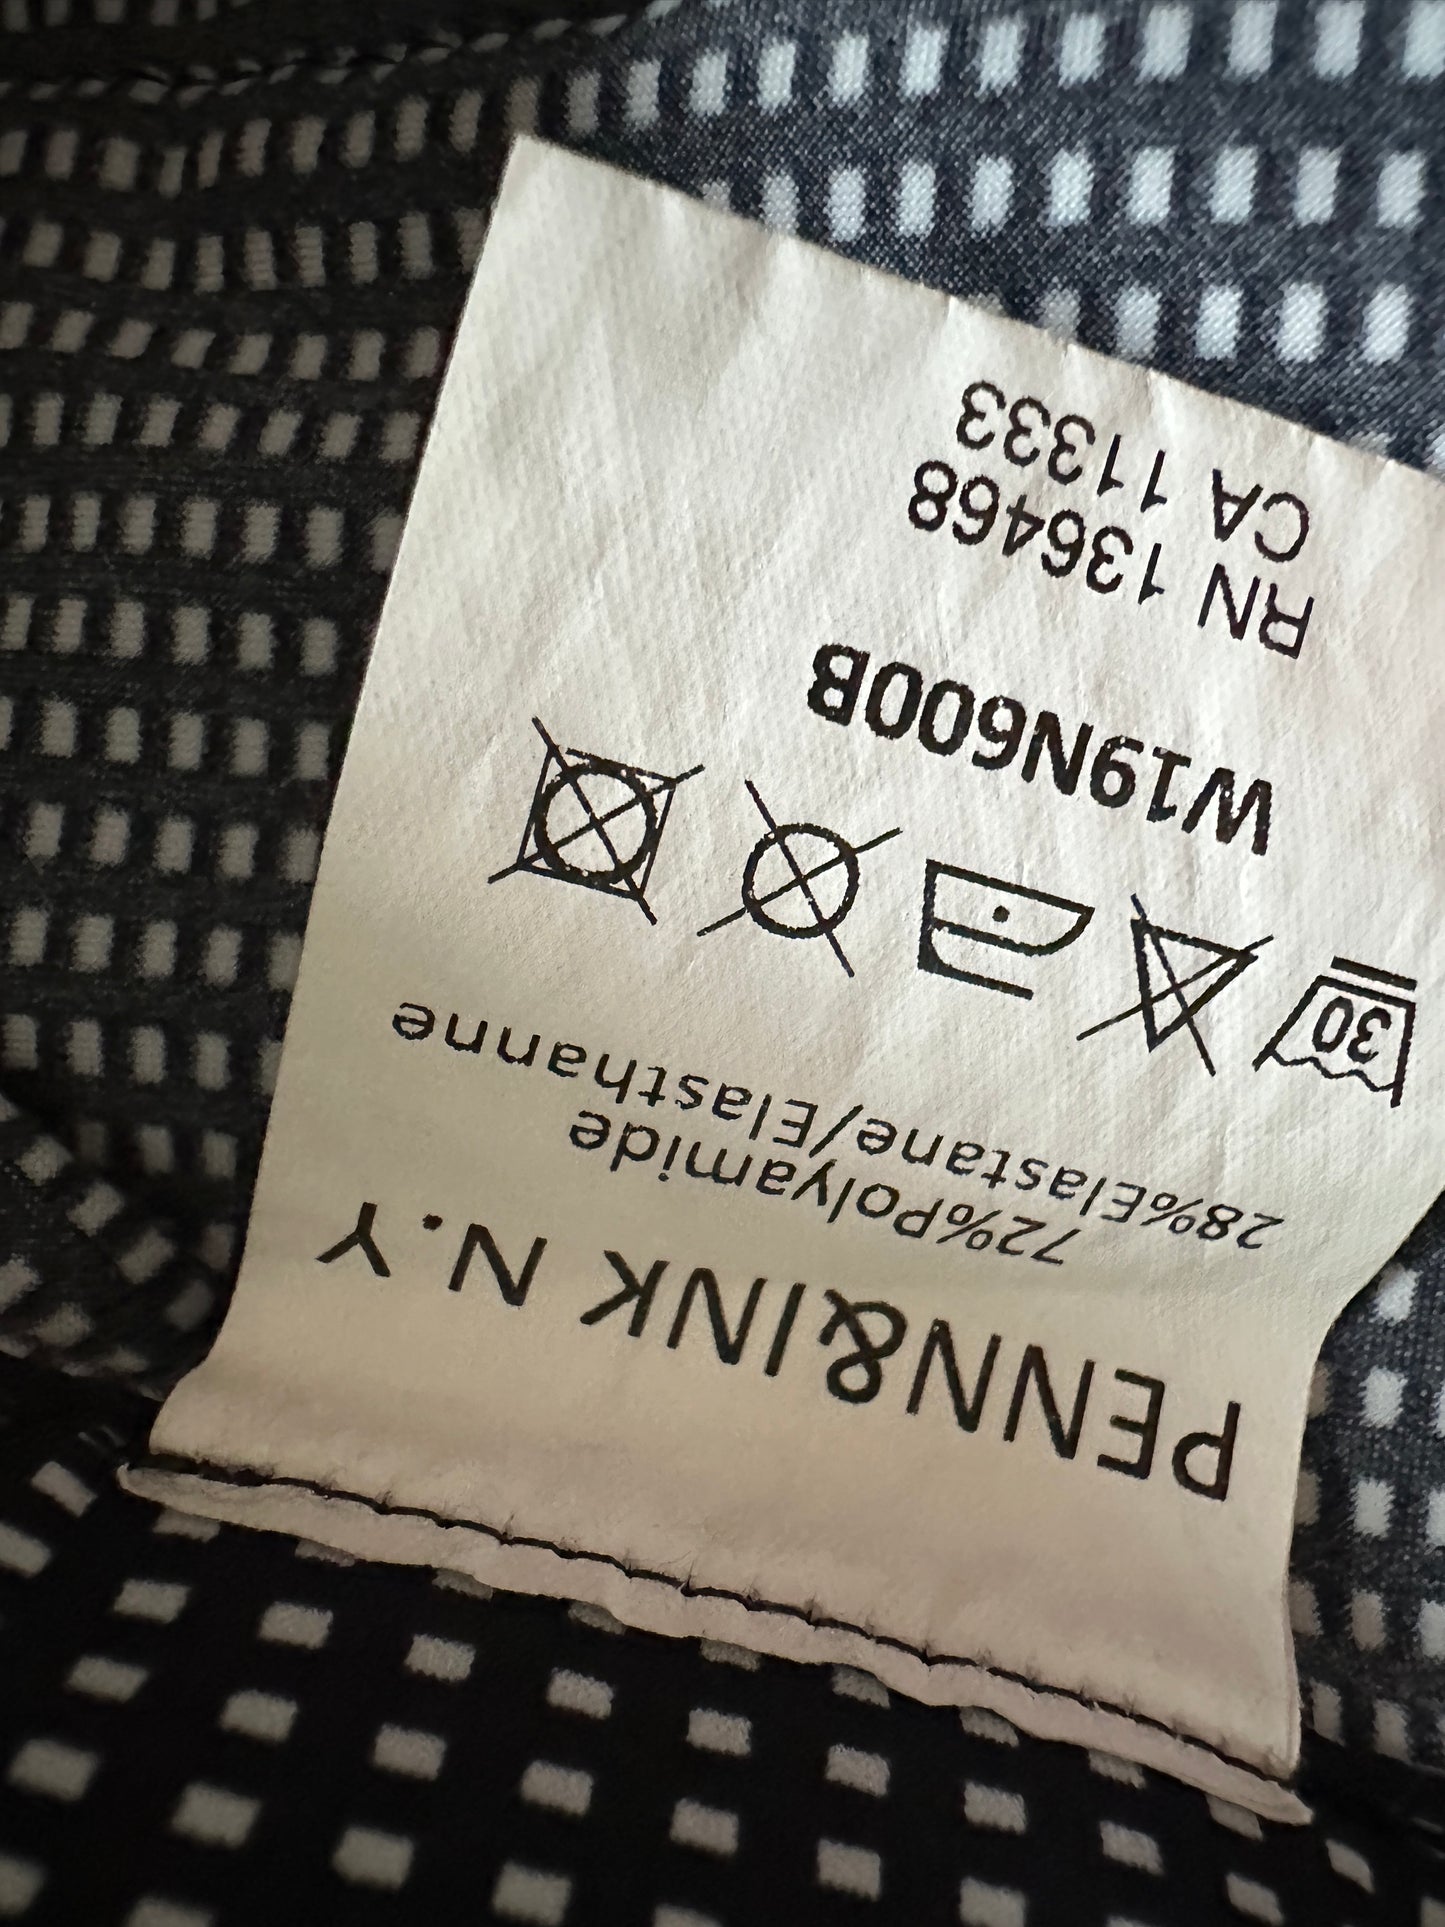 PENN&INK N.Y
72%Polyamide
28%Elastane/Elasthanne
30
W19N600B
RN 136468
CA 11333